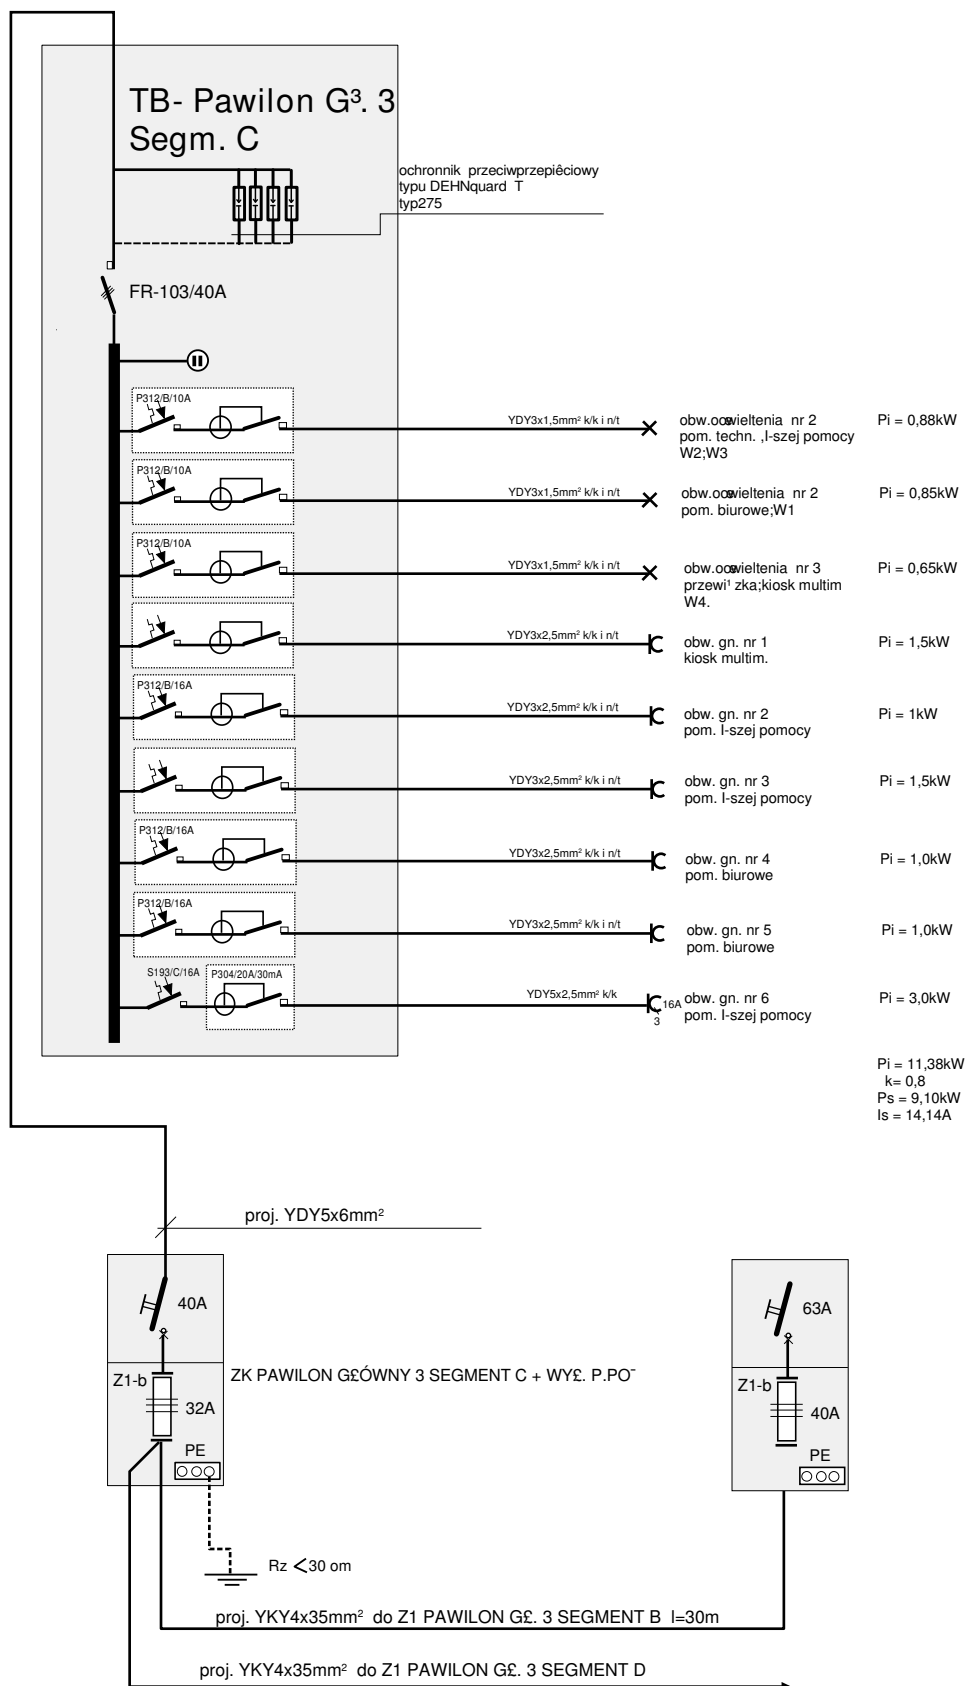 TB- Pawilon G³. 3
Segm. C
ochronnik przeciwprzepiêciowy
typu DEHNquard T
typ275
FR-103/40A
P312/B/10A
YDY3x1,5mm² k/k i n/t
obw. nr 2
pom. techn. ,I-szej pomocy
W2;W3
Pi = 0,88kW
P312/B/10A
YDY3x1,5mm² k/k i n/t
obw. nr 2
pom. biurowe;W1
Pi = 0,85kW
P312/B/10A
YDY3x1,5mm² k/k i n/t
obw. nr 3
przewi¹ zka;kiosk multim
W4.
Pi = 0,65kW
YDY3x2,5mm² k/k i n/t
obw. gn. nr 1
kiosk multim.
Pi = 1,5kW
P312/B/16A
YDY3x2,5mm² k/k i n/t
obw. gn. nr 2
pom. I-szej pomocy
Pi = 1kW
YDY3x2,5mm² k/k i n/t
obw. gn. nr 3
pom. I-szej pomocy
Pi = 1,5kW
P312/B/16A
YDY3x2,5mm² k/k i n/t
obw. gn. nr 4
pom. biurowe
Pi = 1,0kW
P312/B/16A
YDY3x2,5mm² k/k i n/t
obw. gn. nr 5
pom. biurowe
Pi = 1,0kW
S193/C/16A
P304/20A/30mA
YDY5x2,5mm² k/k
16A
3
obw. gn. nr 6
pom. I-szej pomocy
Pi = 3,0kW
Pi = 11,38kW
k= 0,8
Ps = 9,10kW
Is = 14,14A
proj. YDY5x6mm²
40A
63A
Z1-b
32A
PE
ZK PAWILON G£ÓWNY 3 SEGMENT C + WY£. P.PO¯
Z1-b
40A
PE
Rz <30 om
proj. YKY4x35mm² do Z1 PAWILON G£. 3 SEGMENT B l=30m
proj. YKY4x35mm² do Z1 PAWILON G£. 3 SEGMENT D